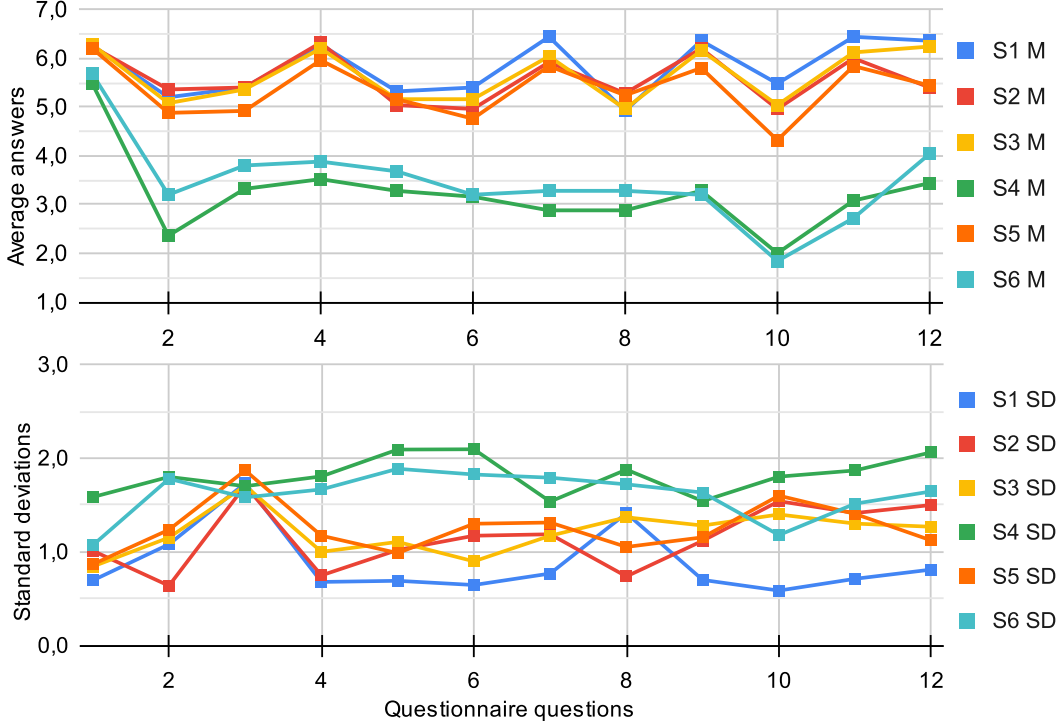 7,0
6,0
5,0
4,0
3,0
2,0
1,0
Average answers
2 4 6 8 10 12
S1 M
S2 M
S3 M
S4 M
S5 M
S6 M
3,0
2,0
1,0
0,0
Standard deviations
2 4 6 8 10 12
Questionnaire questions
S1 SD
S2 SD
S3 SD
S4 SD
S5 SD
S6 SD